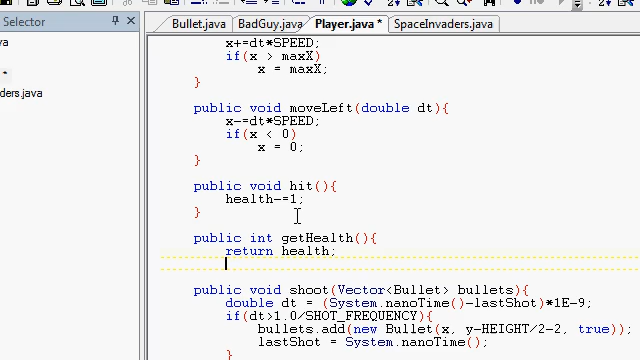 Selector
Bullet.java
BadGuy.java
Player.java *
SpaceInvaders.java
va
*
ders.java
x+=dt*SPEED;
if(x > maxX)
x = maxX;
}
public void moveLeft(double dt){
x-=dt*SPEED;
if(x < 0)
x = 0;
}
public void hit(){
health-=1;
}
public int getHealth(){
return health;
public void shoot(Vector<Bullet> bullets){
double dt = (System.nanoTime()-lastShot)*1E-9;
if(dt>1.0/SHOT_FREQUENCY){
bullets.add(new Bullet(x, y-HEIGHT/2-2, true));
lastShot = System.nanoTime();
}